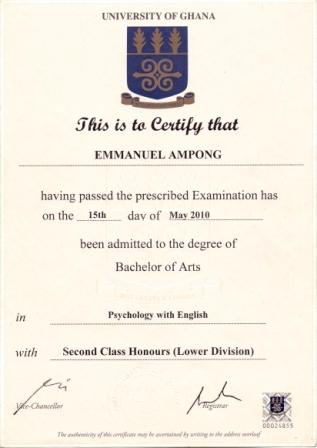 UNIVERSITY OF GHANA
This is to Certify that
EMMANUEL AMPONG
having passed the prescribed Examination has
on the 15th day of May 2010
been admitted to the degree of
Bachelor of Arts
in Psychology with English
with Second Class Honours (Lower Division)
Vice-Chancellor Registrar
00024855
The authenticity of this certificate may be ascertained by writing to the address overleaf